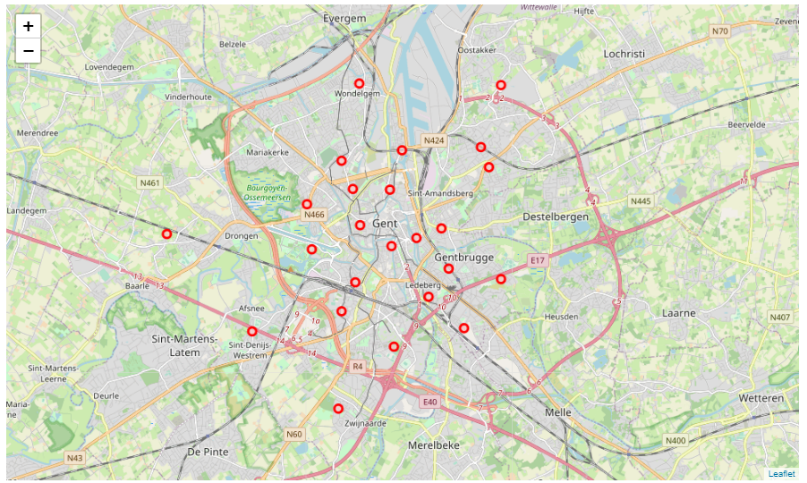 +
−
Evergem
Wittewalle
Hijfte
N70
Zeveneken
Belzele
Oostakker
Lochristi
Lovendegem
Wondelgem
Vinderhoute
Beervelde
Merendree
N424
Mariakerke
N461
Bourgoyen
Ossemeersen
Sint-Amandsberg
N445
Landegem
N466
Gent
Destelbergen
Drongen
Gentbrugge
E17
Baarle
Ledeberg
Afsnee
Laarne
Heusden
N407
Sint-Martens-
Latem
Sint-Denijs-
Westrem
R4
Sint-Martens-
Leerne
Deurle
E40
Maria-
Wetteren
Melle
Zwijnaarde
N60
N43
De Pinte
Merelbeke
N400
Leaflet